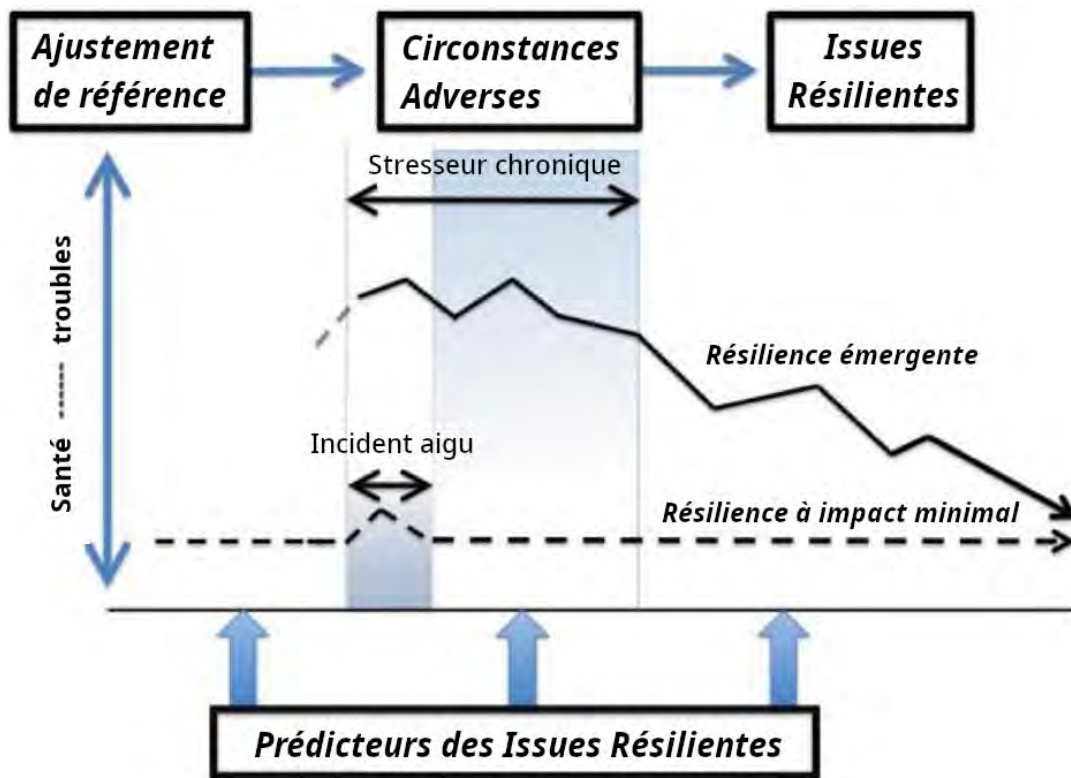 Ajustement
de référence
Circonstances
Adverses
Issues
Résilientes
Stresseur chronique
Santé ------ troubles
Résilience émergente
Incident aigu
Résilience à impact minimal
Prédicteurs des Issues Résilientes